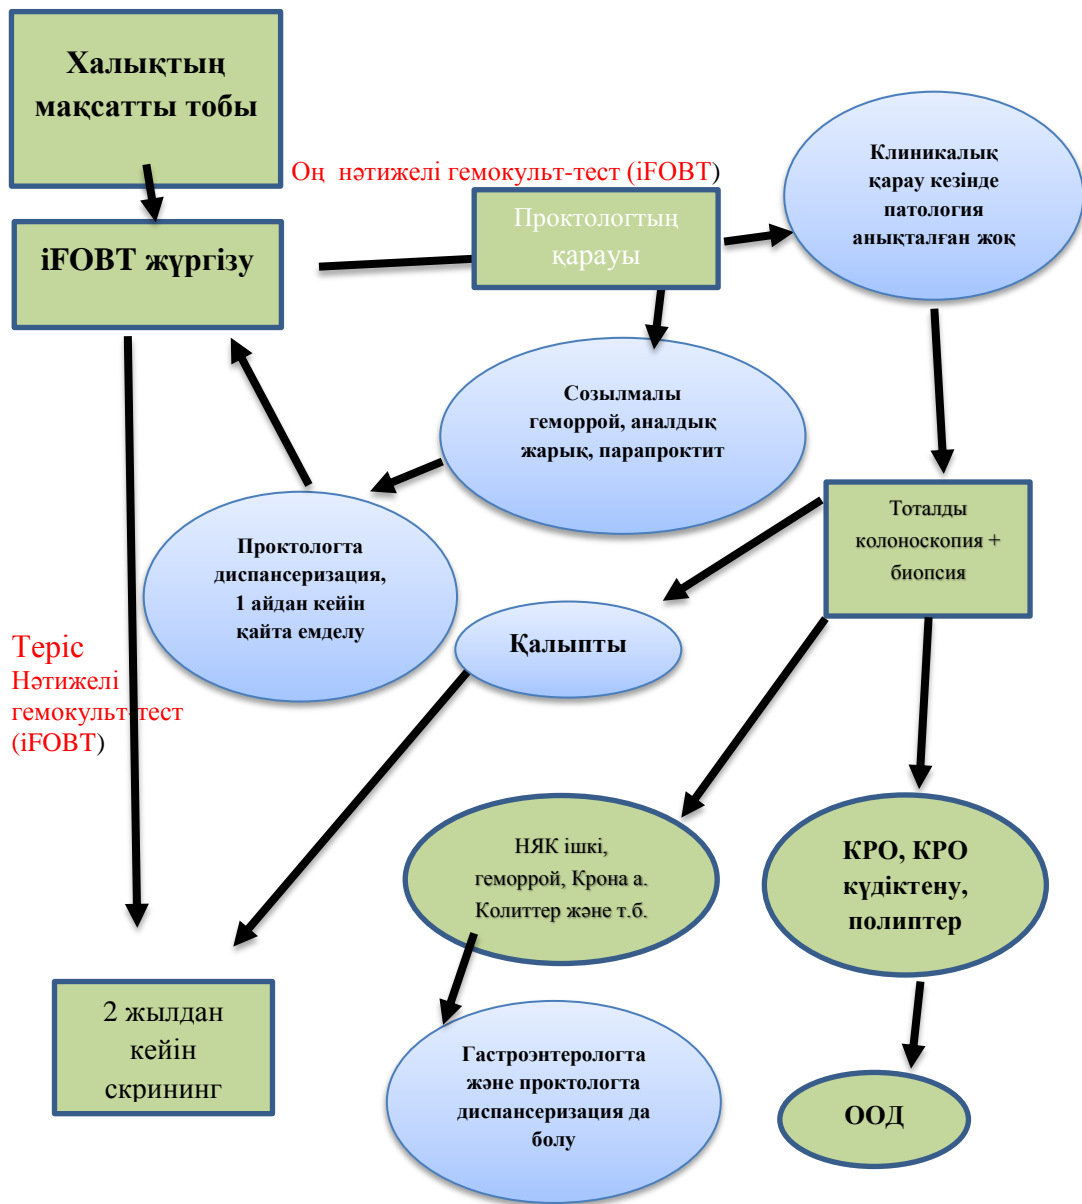 Халықтың
мақсатты тобы
Оң нәтижелі гемокульт-тест (iFOBT)
Клиникалық
қарау кезінде
патология
анықталған жоқ
iFOBT жүргізу
Проктологтың
қарауы
Созылмалы
геморрой, аналдық
жарық, парапроктит
Проктологта
диспансеризация,
1 айдан кейін
қайта емделу
Тоталды
колоноскопия +
биопсия
Қалыпты
Теріс
Нәтижелі
гемокульт-тест
(iFOBT)
НЯК ішкі,
геморрой, Крона а.
Колиттер және т.б.
КРО, КРО
күдіктену,
полиптер
2 жылдан
кейін
скрининг
Гастроэнтерологта
және проктологта
диспансеризация да
болу
ООД